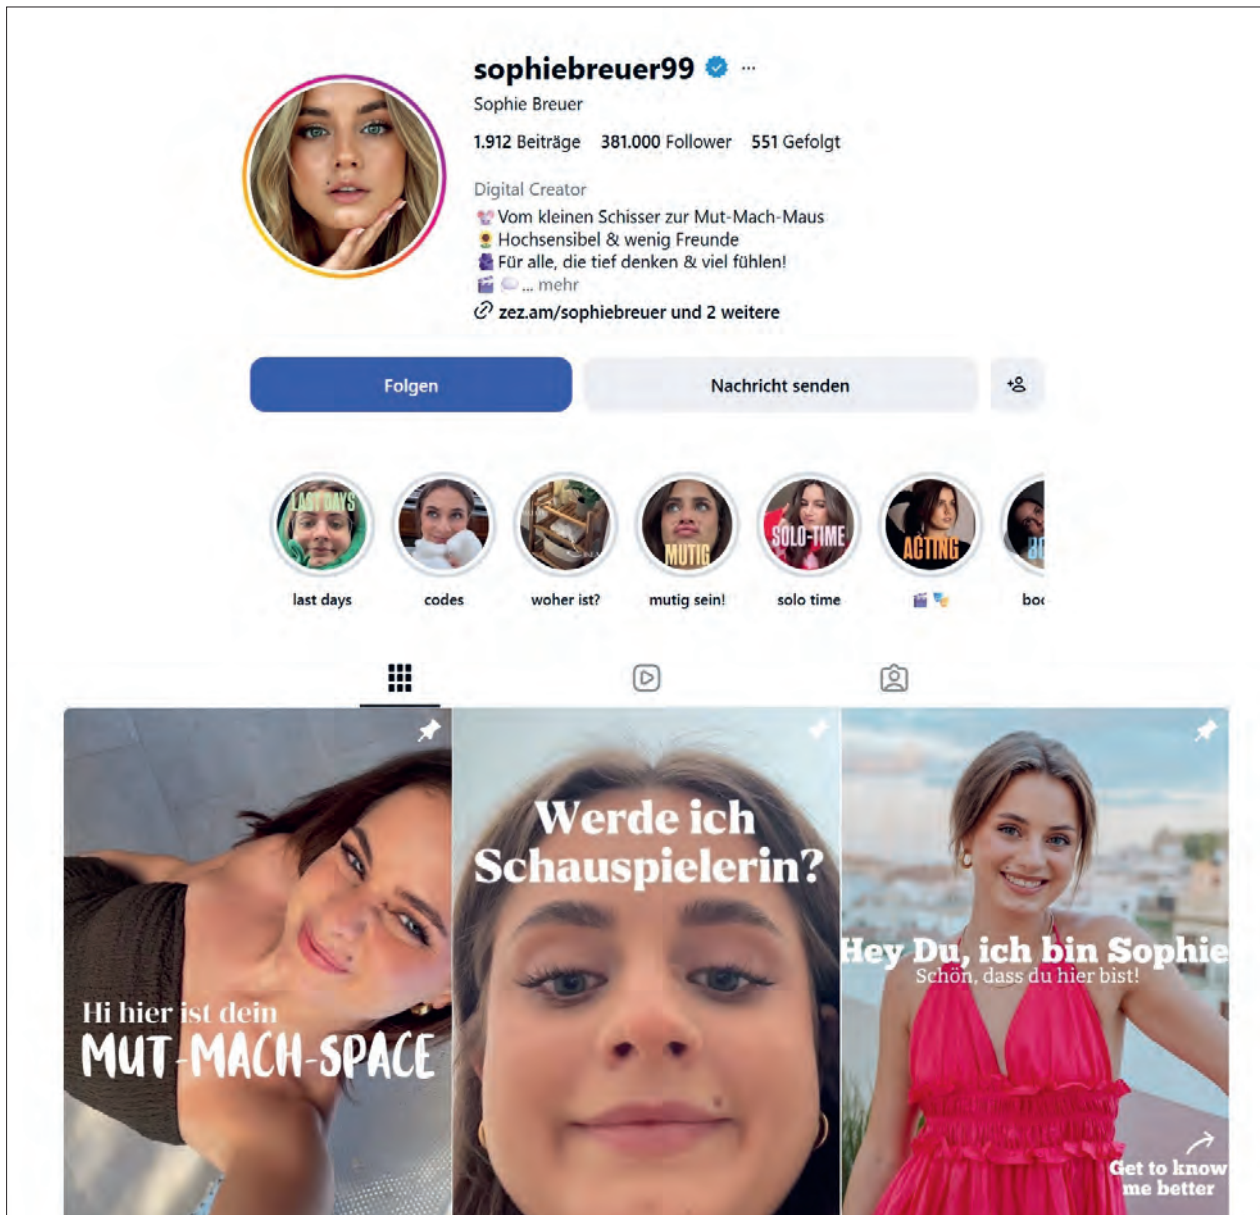 sophiebreuer99
Sophie Breuer
1.912 Beiträge 381.000 Follower 551 Gefolgt
Digital Creator
Vom kleinen Schisser zur Mut-Mach-Maus
Hochsensibel & wenig Freunde
Für alle, die tief denken & viel fühlen!
... mehr
zez.am/sophiebreuer und 2 weitere
Folgen
Nachricht senden
LAST DAYS
MUTIG
SOLO-TIME
ACTING
last days
codes
woher ist?
mutig sein!
solo time
Hi hier ist dein
MUT-MACH-SPACE
Werde ich
Schauspielerin?
Hey Du, ich bin Sophie
Schön, dass du hier bist!
Get to know
me better